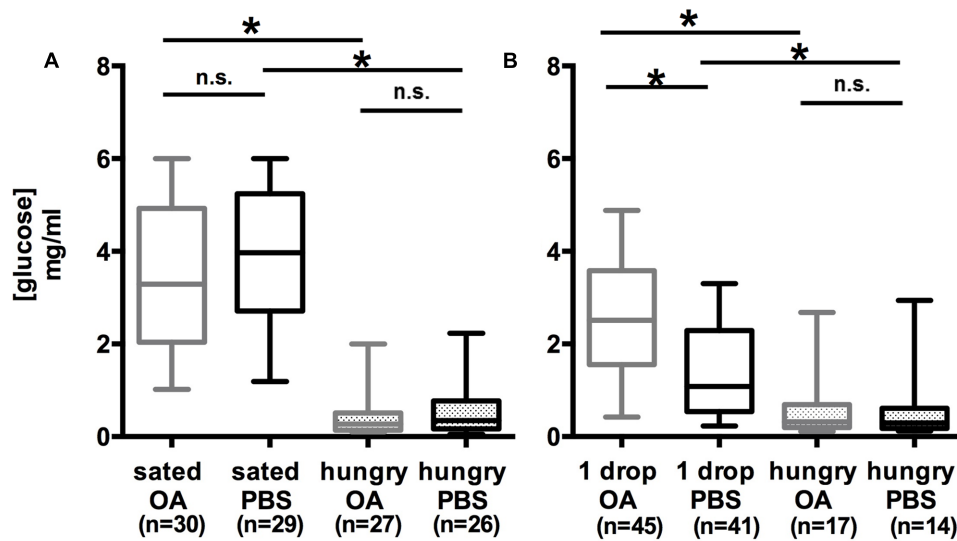 A
*
*
n.s.
n.s.
8
6
4
2
0
[glucose]
mg/ml
sated sated hungry hungry
OA PBS OA PBS
(n=30) (n=29) (n=27) (n=26)
B
*
*
*
n.s.
8
6
4
2
0
1 drop 1 drop hungry hungry
OA PBS OA PBS
(n=45) (n=41) (n=17) (n=14)